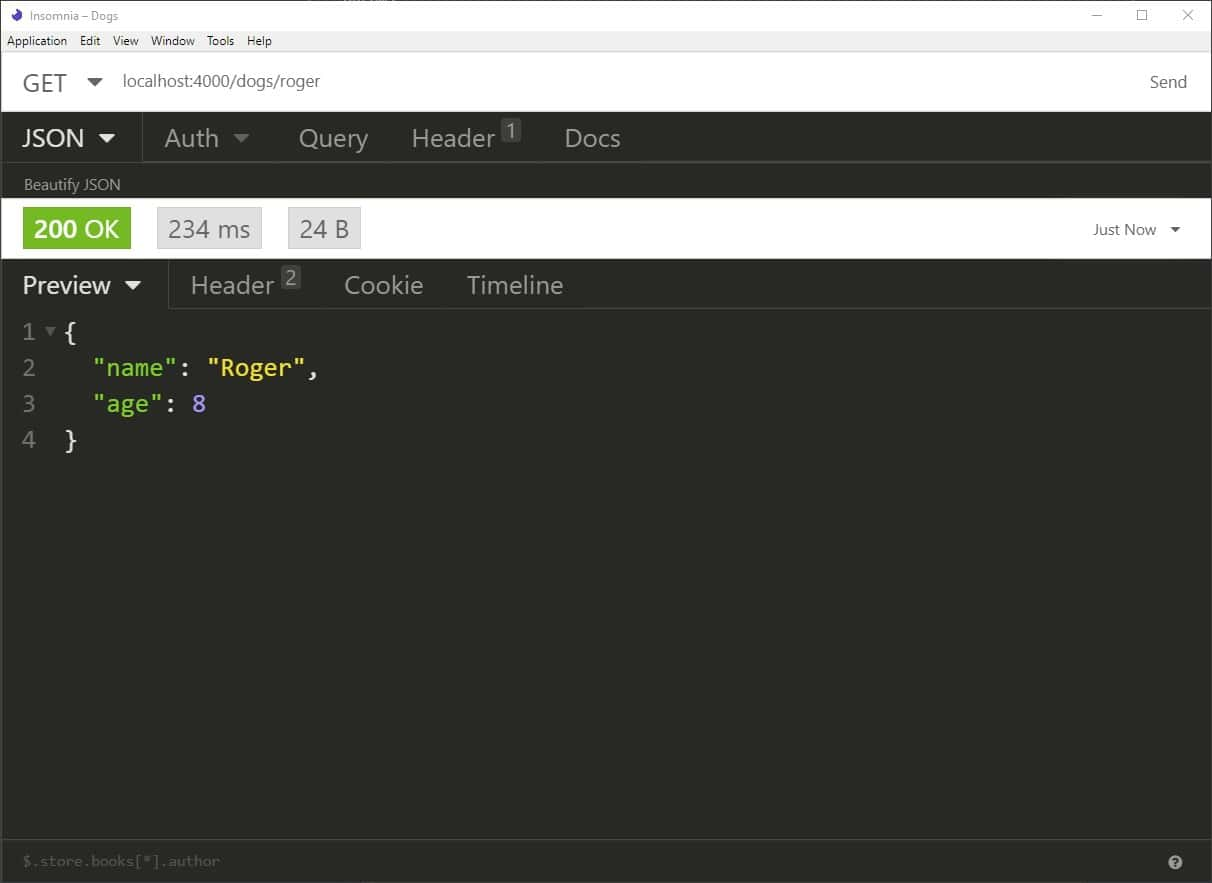 Insomnia – Dogs
Application Edit View Window Tools Help
GET localhost:4000/dogs/roger Send
JSON Auth Query Header 1 Docs
Beautify JSON
200 OK 234 ms 24 B Just Now
Preview Header 2 Cookie Timeline
1 {
2 "name": "Roger",
3 "age": 8
4 }
$.store.books[*].author ?